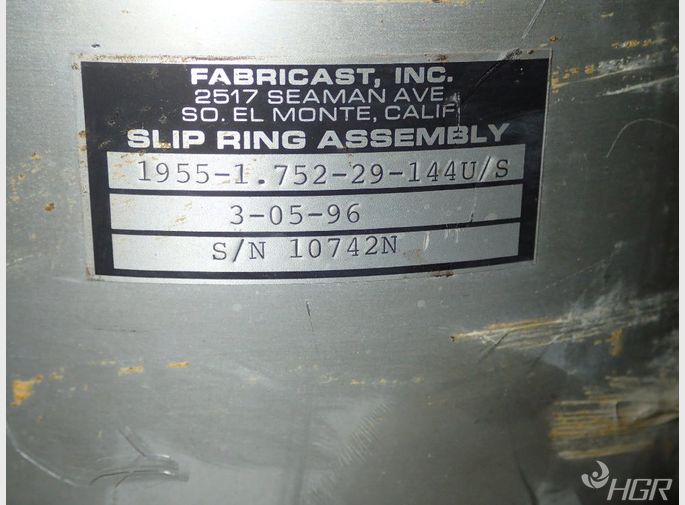 FABRICAST, INC.
2517 SEAMAN AVE
SO. EL MONTE, CALIF
SLIP RING ASSEMBLY
1955-1.752-29-144U/S
3-05-96
S/N 10742N
HGR